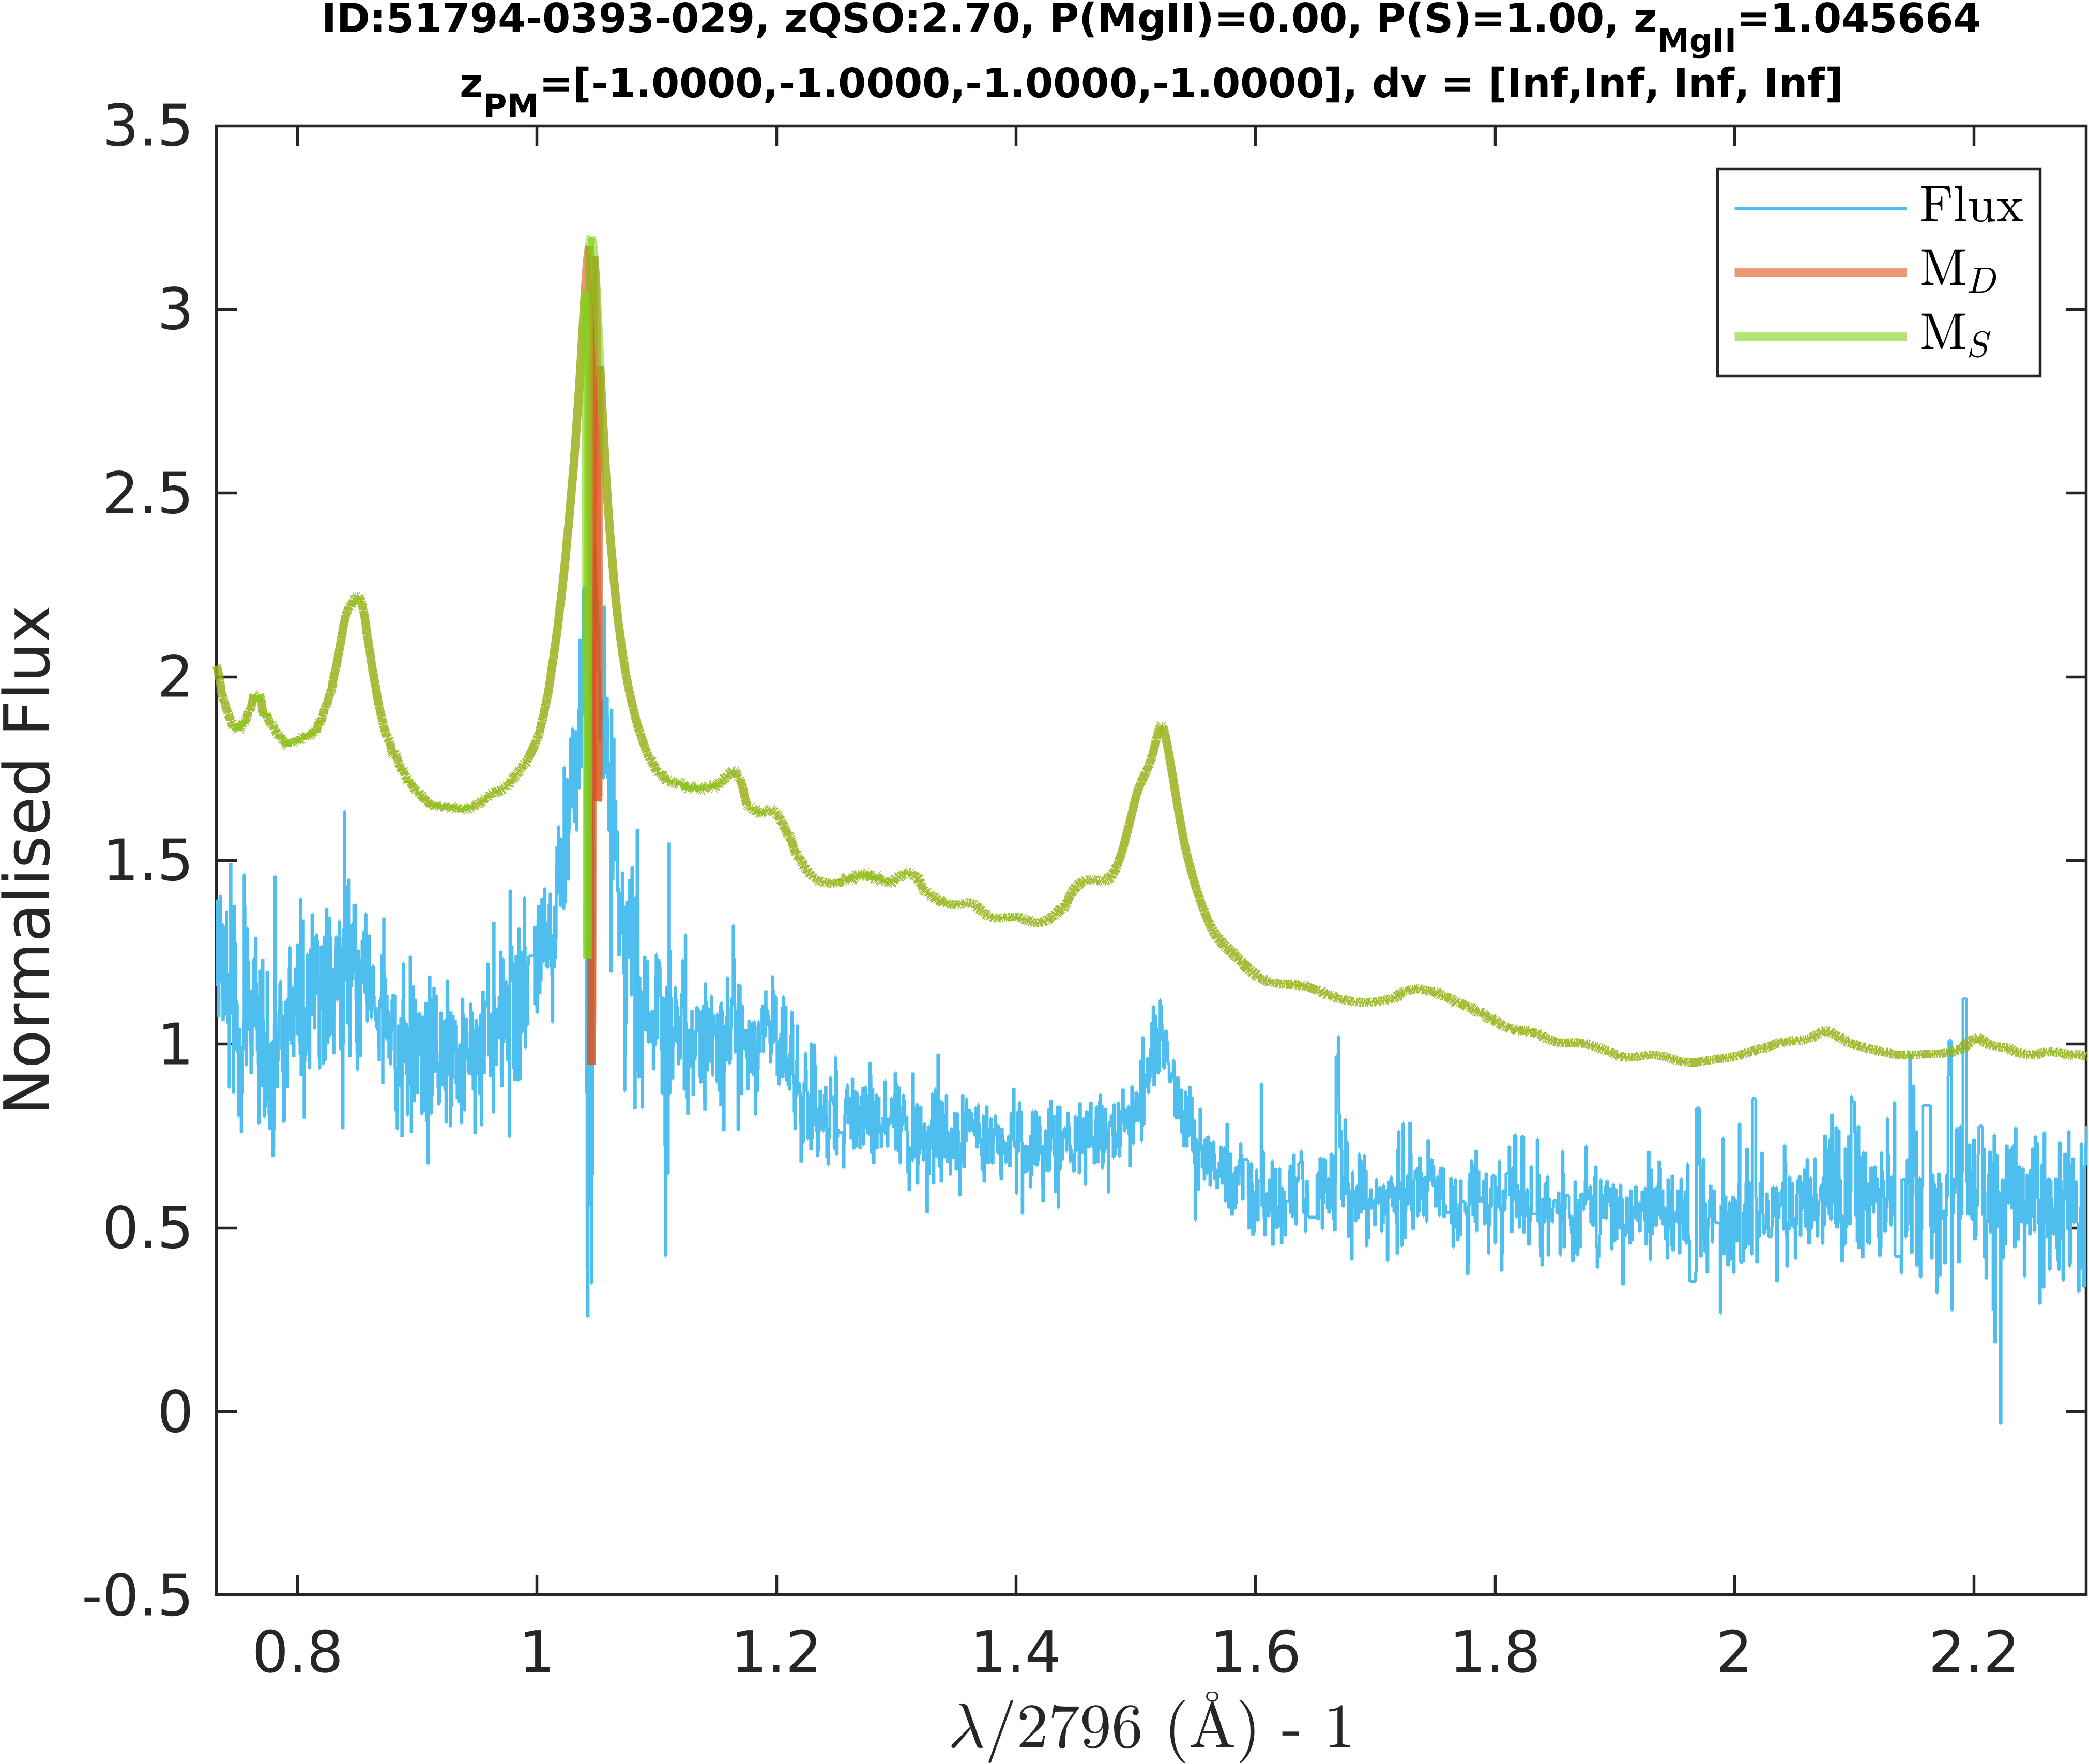 ID:51794-0393-029, zQSO:2.70, P(MgII)=0.00, P(S)=1.00, zMgII=1.045664
zPM=[-1.0000,-1.0000,-1.0000,-1.0000], dv = [Inf,Inf, Inf, Inf]
3.5
3
2.5
2
1.5
1
0.5
0
-0.5
Normalised Flux
Flux
MD
MS
0.8 1 1.2 1.4 1.6 1.8 2 2.2
λ/2796 (Å) - 1